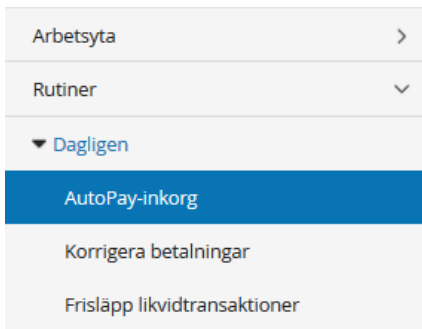 Arbetsyta
Rutiner
Dagligen
AutoPay-inkorg
Korrigera betalningar
Frisläpp likvidtransaktioner